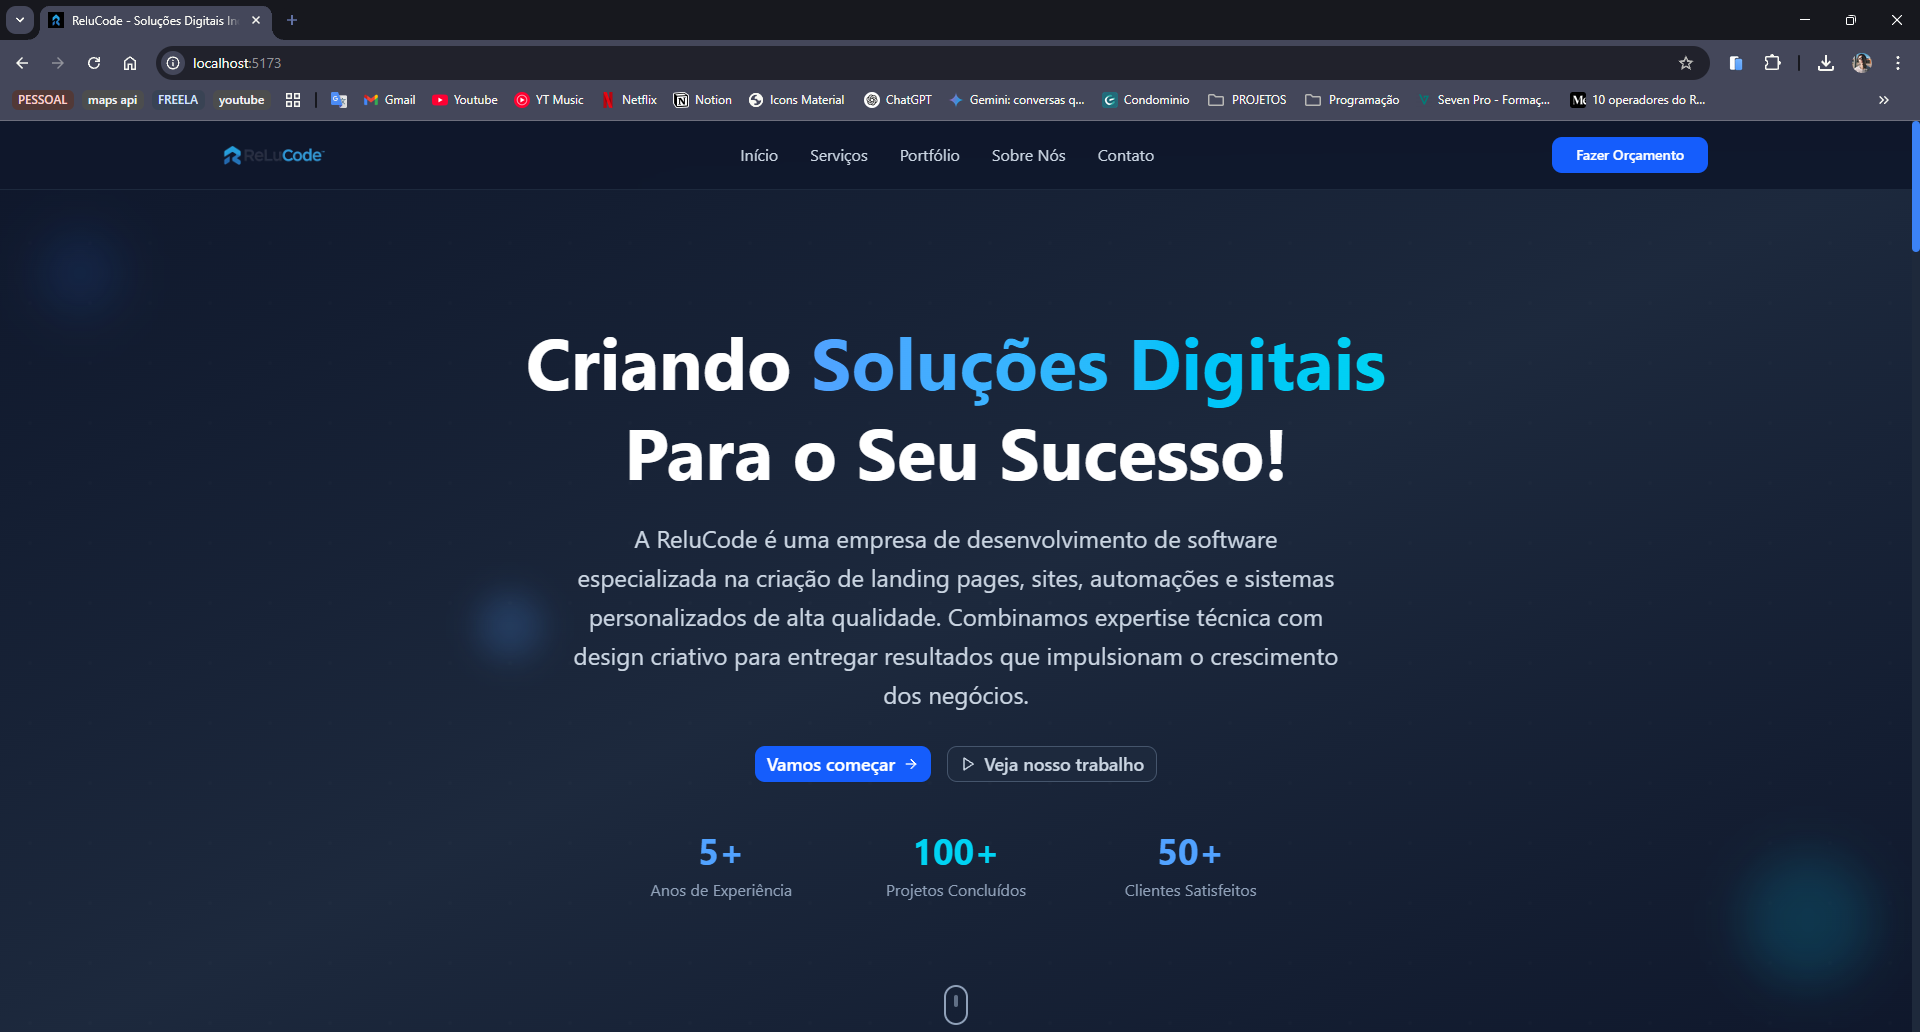 ReluCode - Soluções Digitais In
localhost:5173
PESSOAL maps api FREELA youtube Gmail Youtube YT Music Netflix Notion Icons Material ChatGPT Gemini: conversas q... Condominio PROJETOS Programação Seven Pro - Formaç... 10 operadores do R...
ReLuCode Início Serviços Portfólio Sobre Nós Contato Fazer Orçamento
Criando Soluções Digitais
Para o Seu Sucesso!
A ReluCode é uma empresa de desenvolvimento de software
especializada na criação de landing pages, sites, automações e sistemas
personalizados de alta qualidade. Combinamos expertise técnica com
design criativo para entregar resultados que impulsionam o crescimento
dos negócios.
Vamos começar Veja nosso trabalho
5+ 100+ 50+
Anos de Experiência Projetos Concluídos Clientes Satisfeitos